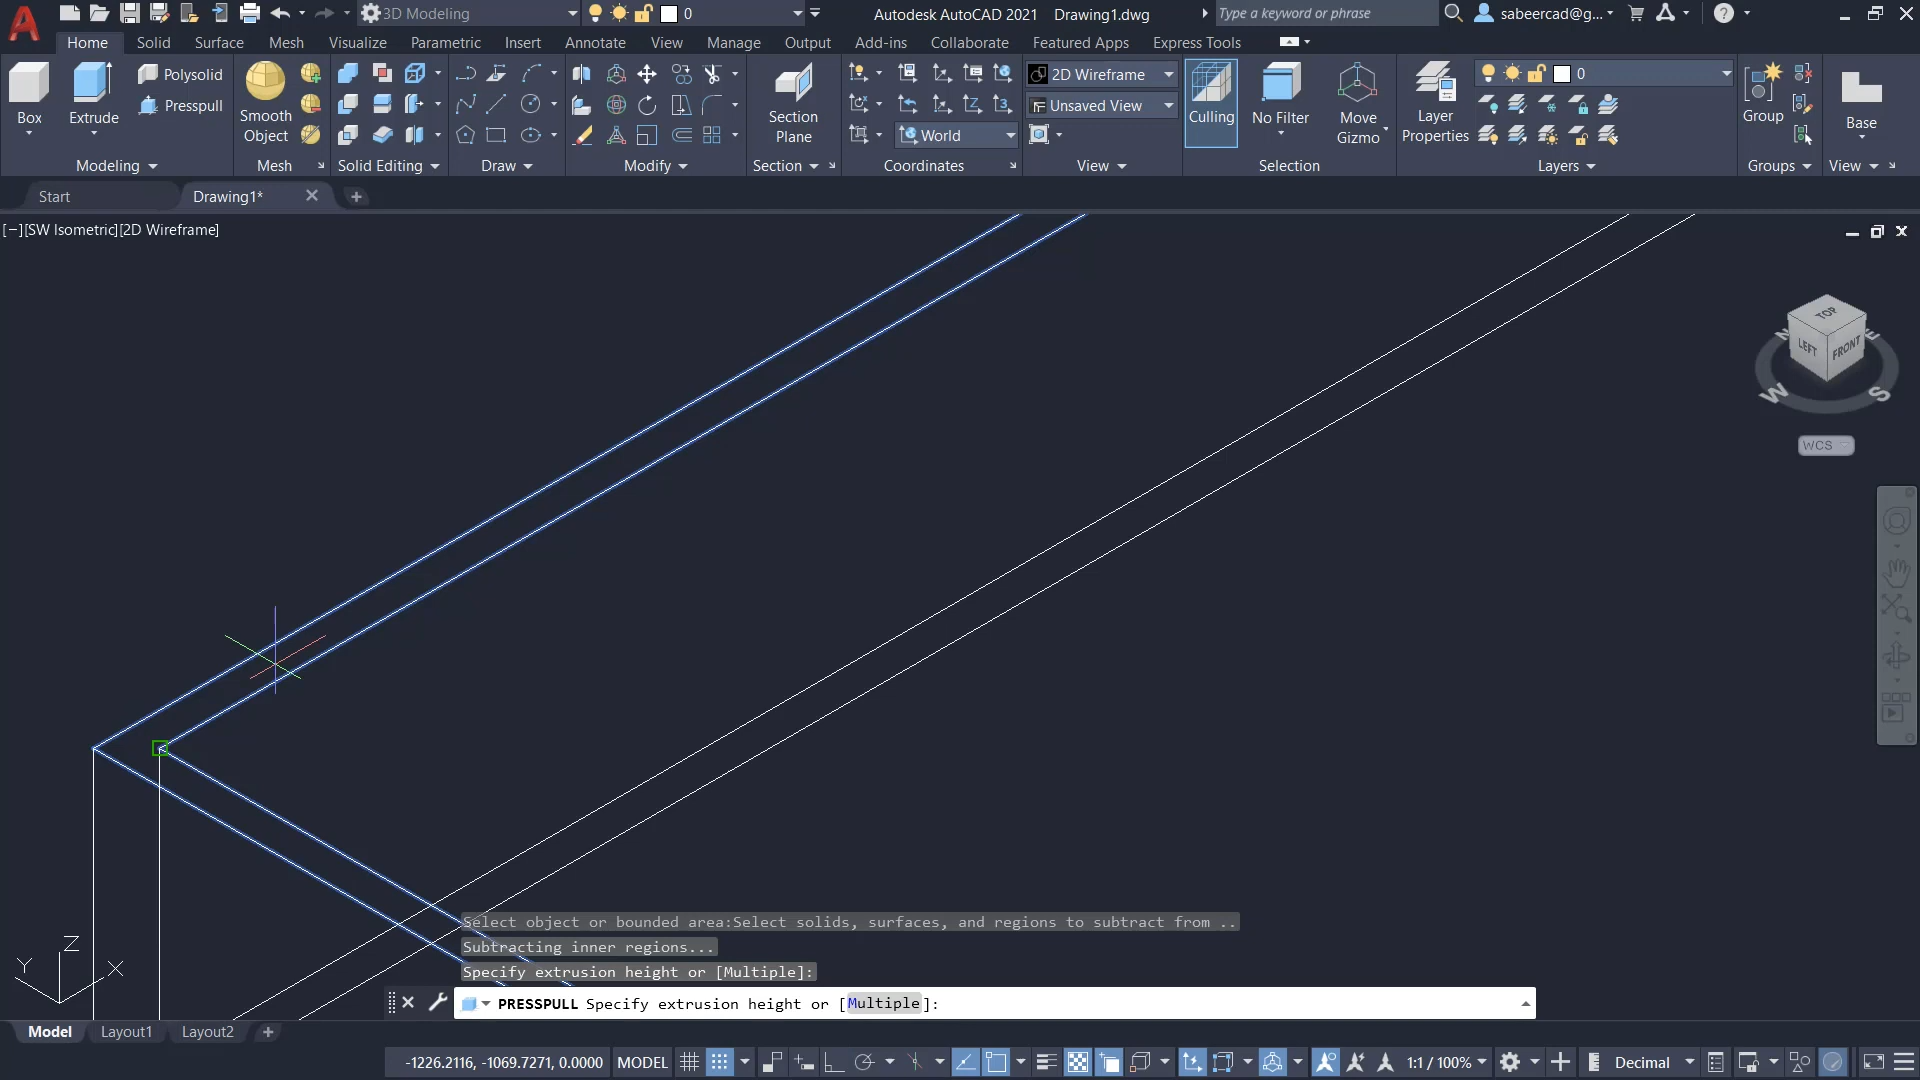 3D Modeling
0
Autodesk AutoCAD 2021 Drawing1.dwg
Type a keyword or phrase
sabeercad@g...
Home Solid Surface Mesh Visualize Parametric Insert Annotate View Manage Output Add-ins Collaborate Featured Apps Express Tools
Box
Extrude
Polysolid
Presspull
Smooth Object
Section Plane
World
2D Wireframe
Unsaved View
Culling
No Filter
Move Gizmo
Layer Properties
0
Group
Base
Modeling Mesh Solid Editing Draw Modify Section Coordinates View Selection Layers Groups View
Start Drawing1*
[−][SW Isometric][2D Wireframe]
TOP
LEFT FRONT
N E
W S
WCS
Z
Y X
Select object or bounded area:Select solids, surfaces, and regions to subtract from ..
Subtracting inner regions...
Specify extrusion height or [Multiple]:
PRESSPULL Specify extrusion height or [Multiple]:
Model Layout1 Layout2
-1226.2116, -1069.7271, 0.0000 MODEL 1:1 / 100% Decimal